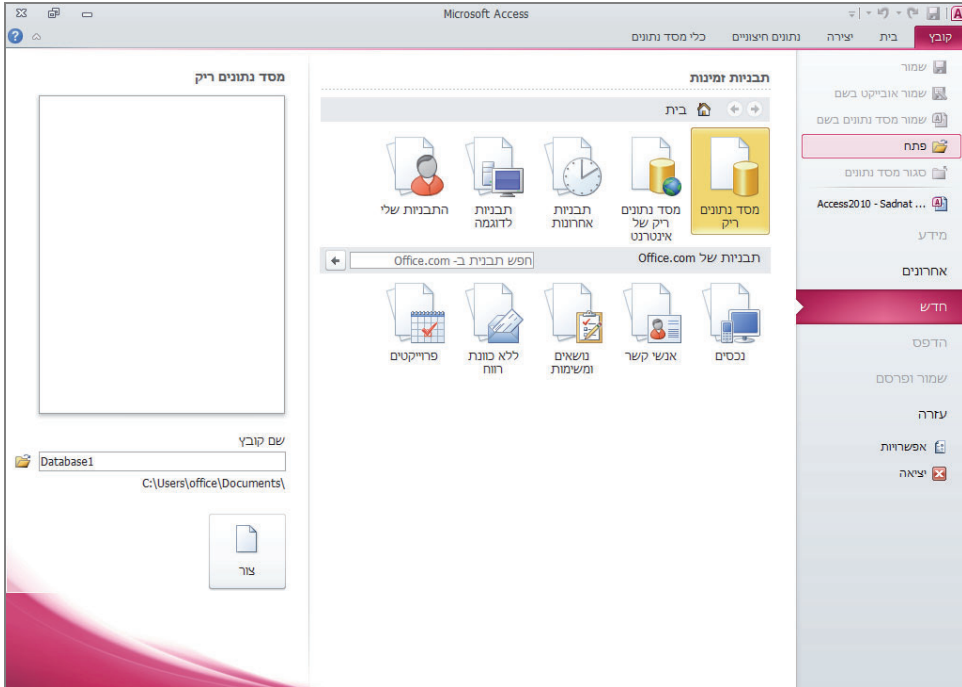 Microsoft Access
קובץ
בית
יצירה
נתונים חיצוניים
כלי מסד נתונים
שמור
שמור אובייקט בשם
שמור מסד נתונים בשם
פתח
סגור מסד נתונים
Access2010 - Sadnat ...
מידע
אחרונים
חדש
הדפס
שמור ופרסם
עזרה
אפשרויות
יציאה
תבניות זמינות
בית
מסד נתונים
ריק
מסד נתונים
ריק של
אינטרנט
תבניות
אחרונות
תבניות
לדוגמה
התבניות שלי
תבניות של Office.com
חפש תבנית ב- Office.com
נכסים
אנשי קשר
נושאים
ומשימות
ללא כוונת
רווח
פרוייקטים
מסד נתונים ריק
שם קובץ
Database1
C:\Users\office\Documents\
צור